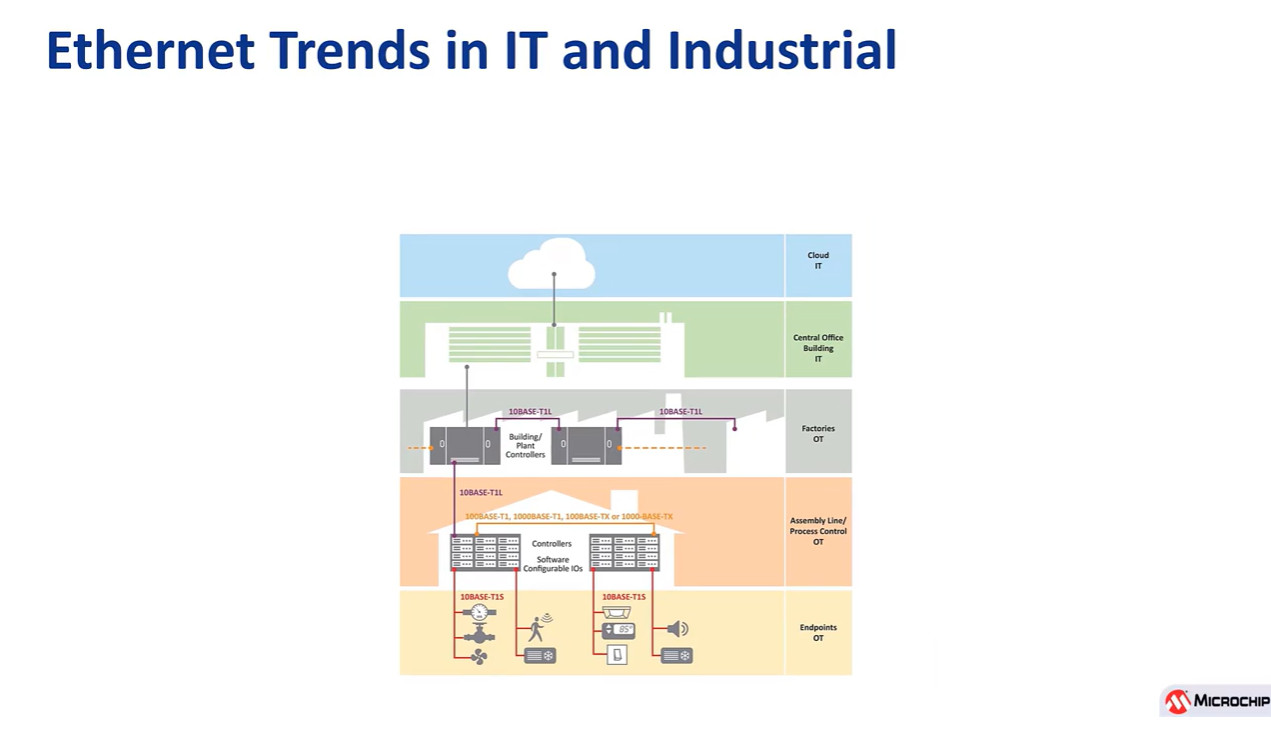 Ethernet Trends in IT and Industrial
Cloud
IT
Central Office
Building
IT
10BASE-T1L
10BASE-T1L
Building/
Plant
Controllers
Factories
OT
10BASE-T1L
100BASE-T1, 1000BASE-T1, 100BASE-TX or 1000-BASE-TX
Controllers
Software
Configurable IOs
Assembly Line/
Process Control
OT
10BASE-T1S
10BASE-T1S
85°
Endpoints
OT
MICROCHIP